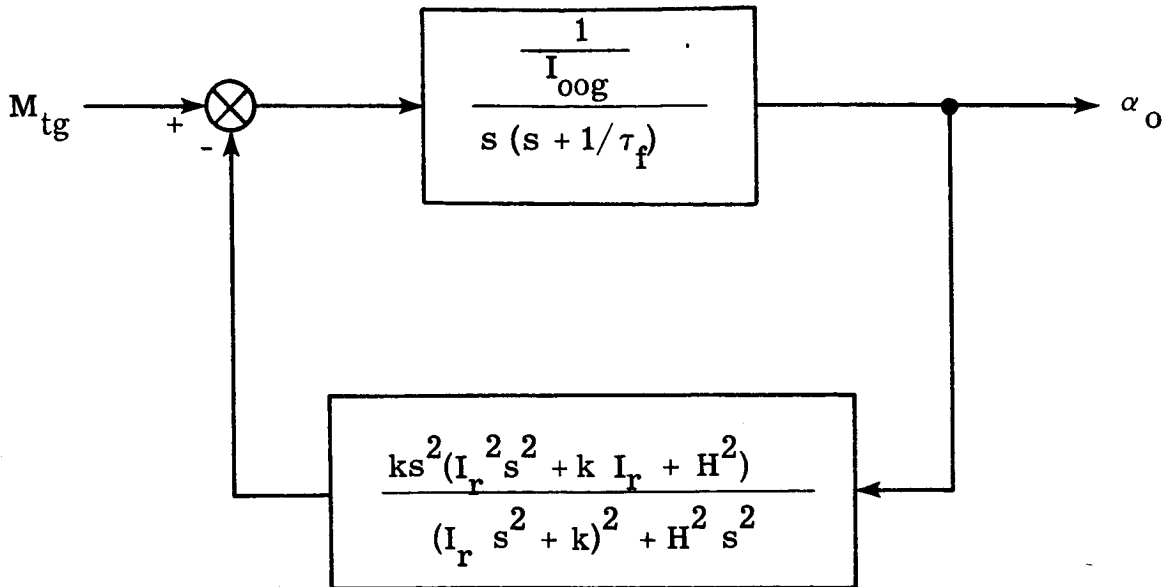 1
I_oog
M_tg
+
-
s (s + 1/τ_f)
α_o
ks^2(I_r^2 s^2 + k I_r + H^2)
(I_r s^2 + k)^2 + H^2 s^2